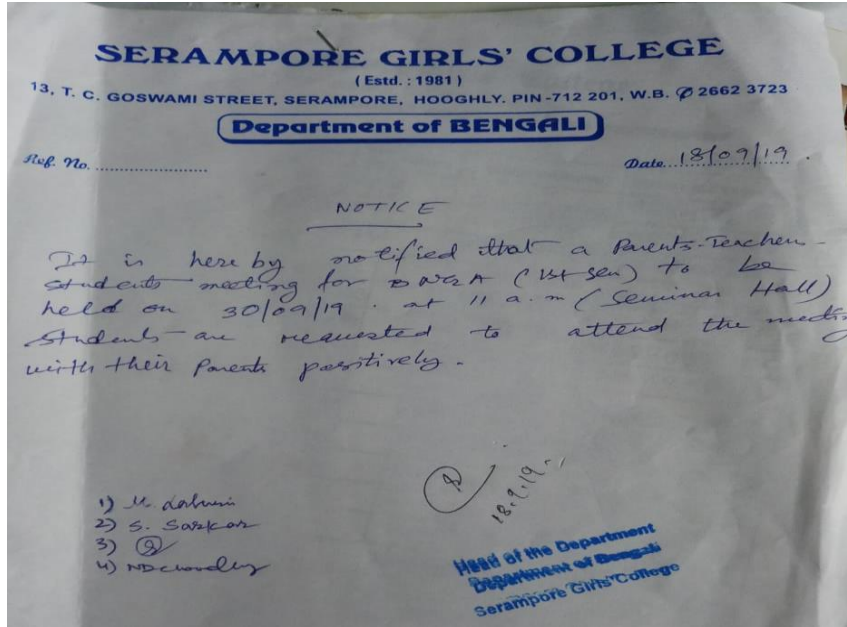 SERAMPORE GIRLS' COLLEGE
(Estd. : 1981)
13, T. C. GOSWAMI STREET, SERAMPORE, HOOGHLY. PIN-712 201, W.B. ✆ 2662 3723
Department of BENGALI
Ref. No. ............................ Date 18/09/19 .
NOTICE
It is here by notified that a Parents-Teachers-
students meeting for BNGA (1st sem) to be
held on 30/09/19 . at 11 a.m (Seminar Hall)
Students are requested to attend the meeting
with their Parents positively .
18.9.19.
1) M.
2) S. Sarkar
3)
4)
Head of the Department
Department of Bengali
Serampore Girls' College